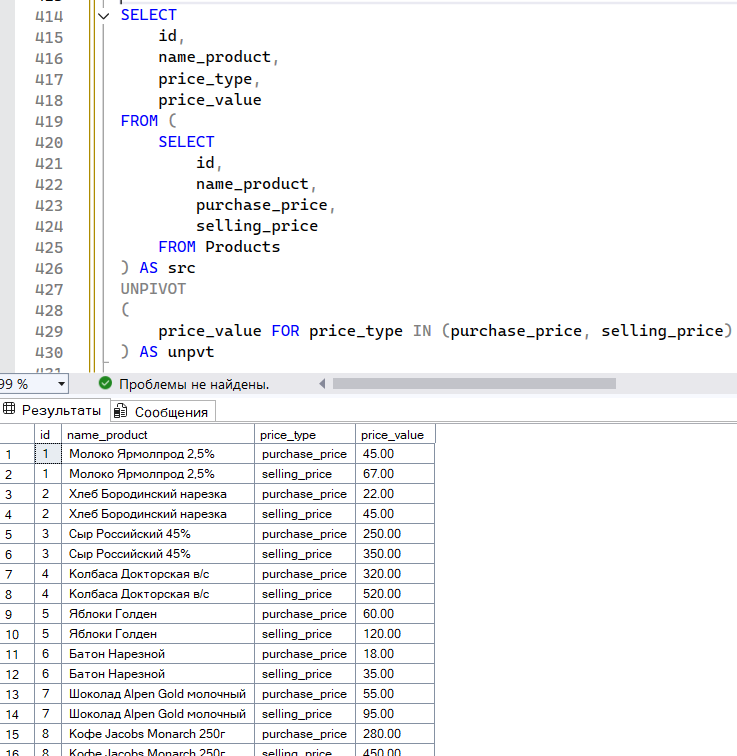 414 SELECT
415 id,
416 name_product,
417 price_type,
418 price_value
419 FROM (
420 SELECT
421 id,
422 name_product,
423 purchase_price,
424 selling_price
425 FROM Products
426 ) AS src
427 UNPIVOT
428 (
429 price_value FOR price_type IN (purchase_price, selling_price)
430 ) AS unpvt
99 % Проблемы не найдены.
Результаты Сообщения
id name_product price_type price_value
1 1 Молоко Ярмолпрод 2,5% purchase_price 45.00
2 1 Молоко Ярмолпрод 2,5% selling_price 67.00
3 2 Хлеб Бородинский нарезка purchase_price 22.00
4 2 Хлеб Бородинский нарезка selling_price 45.00
5 3 Сыр Российский 45% purchase_price 250.00
6 3 Сыр Российский 45% selling_price 350.00
7 4 Колбаса Докторская в/с purchase_price 320.00
8 4 Колбаса Докторская в/с selling_price 520.00
9 5 Яблоки Голден purchase_price 60.00
10 5 Яблоки Голден selling_price 120.00
11 6 Батон Нарезной purchase_price 18.00
12 6 Батон Нарезной selling_price 35.00
13 7 Шоколад Alpen Gold молочный purchase_price 55.00
14 7 Шоколад Alpen Gold молочный selling_price 95.00
15 8 Кофе Jacobs Monarch 250г purchase_price 280.00
16 8 Кофе Jacobs Monarch 250г selling_price 450.00